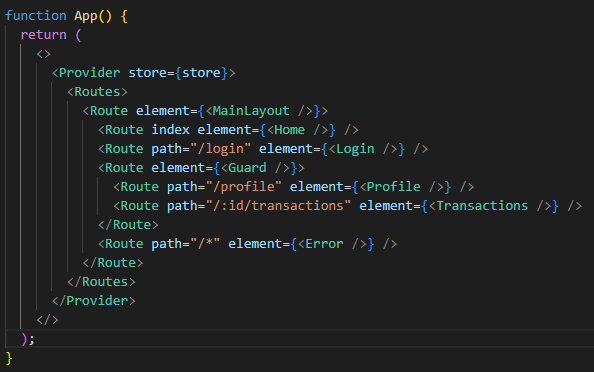 function App() {
  return (
    <>
      <Provider store={store}>
        <Routes>
          <Route element={<MainLayout />}>
            <Route index element={<Home />} />
            <Route path="/login" element={<Login />} />
            <Route element={<Guard />}>
              <Route path="/profile" element={<Profile />} />
              <Route path="/:id/transactions" element={<Transactions />} />
            </Route>
            <Route path="/*" element={<Error />} />
          </Route>
        </Routes>
      </Provider>
    </>
  );
}